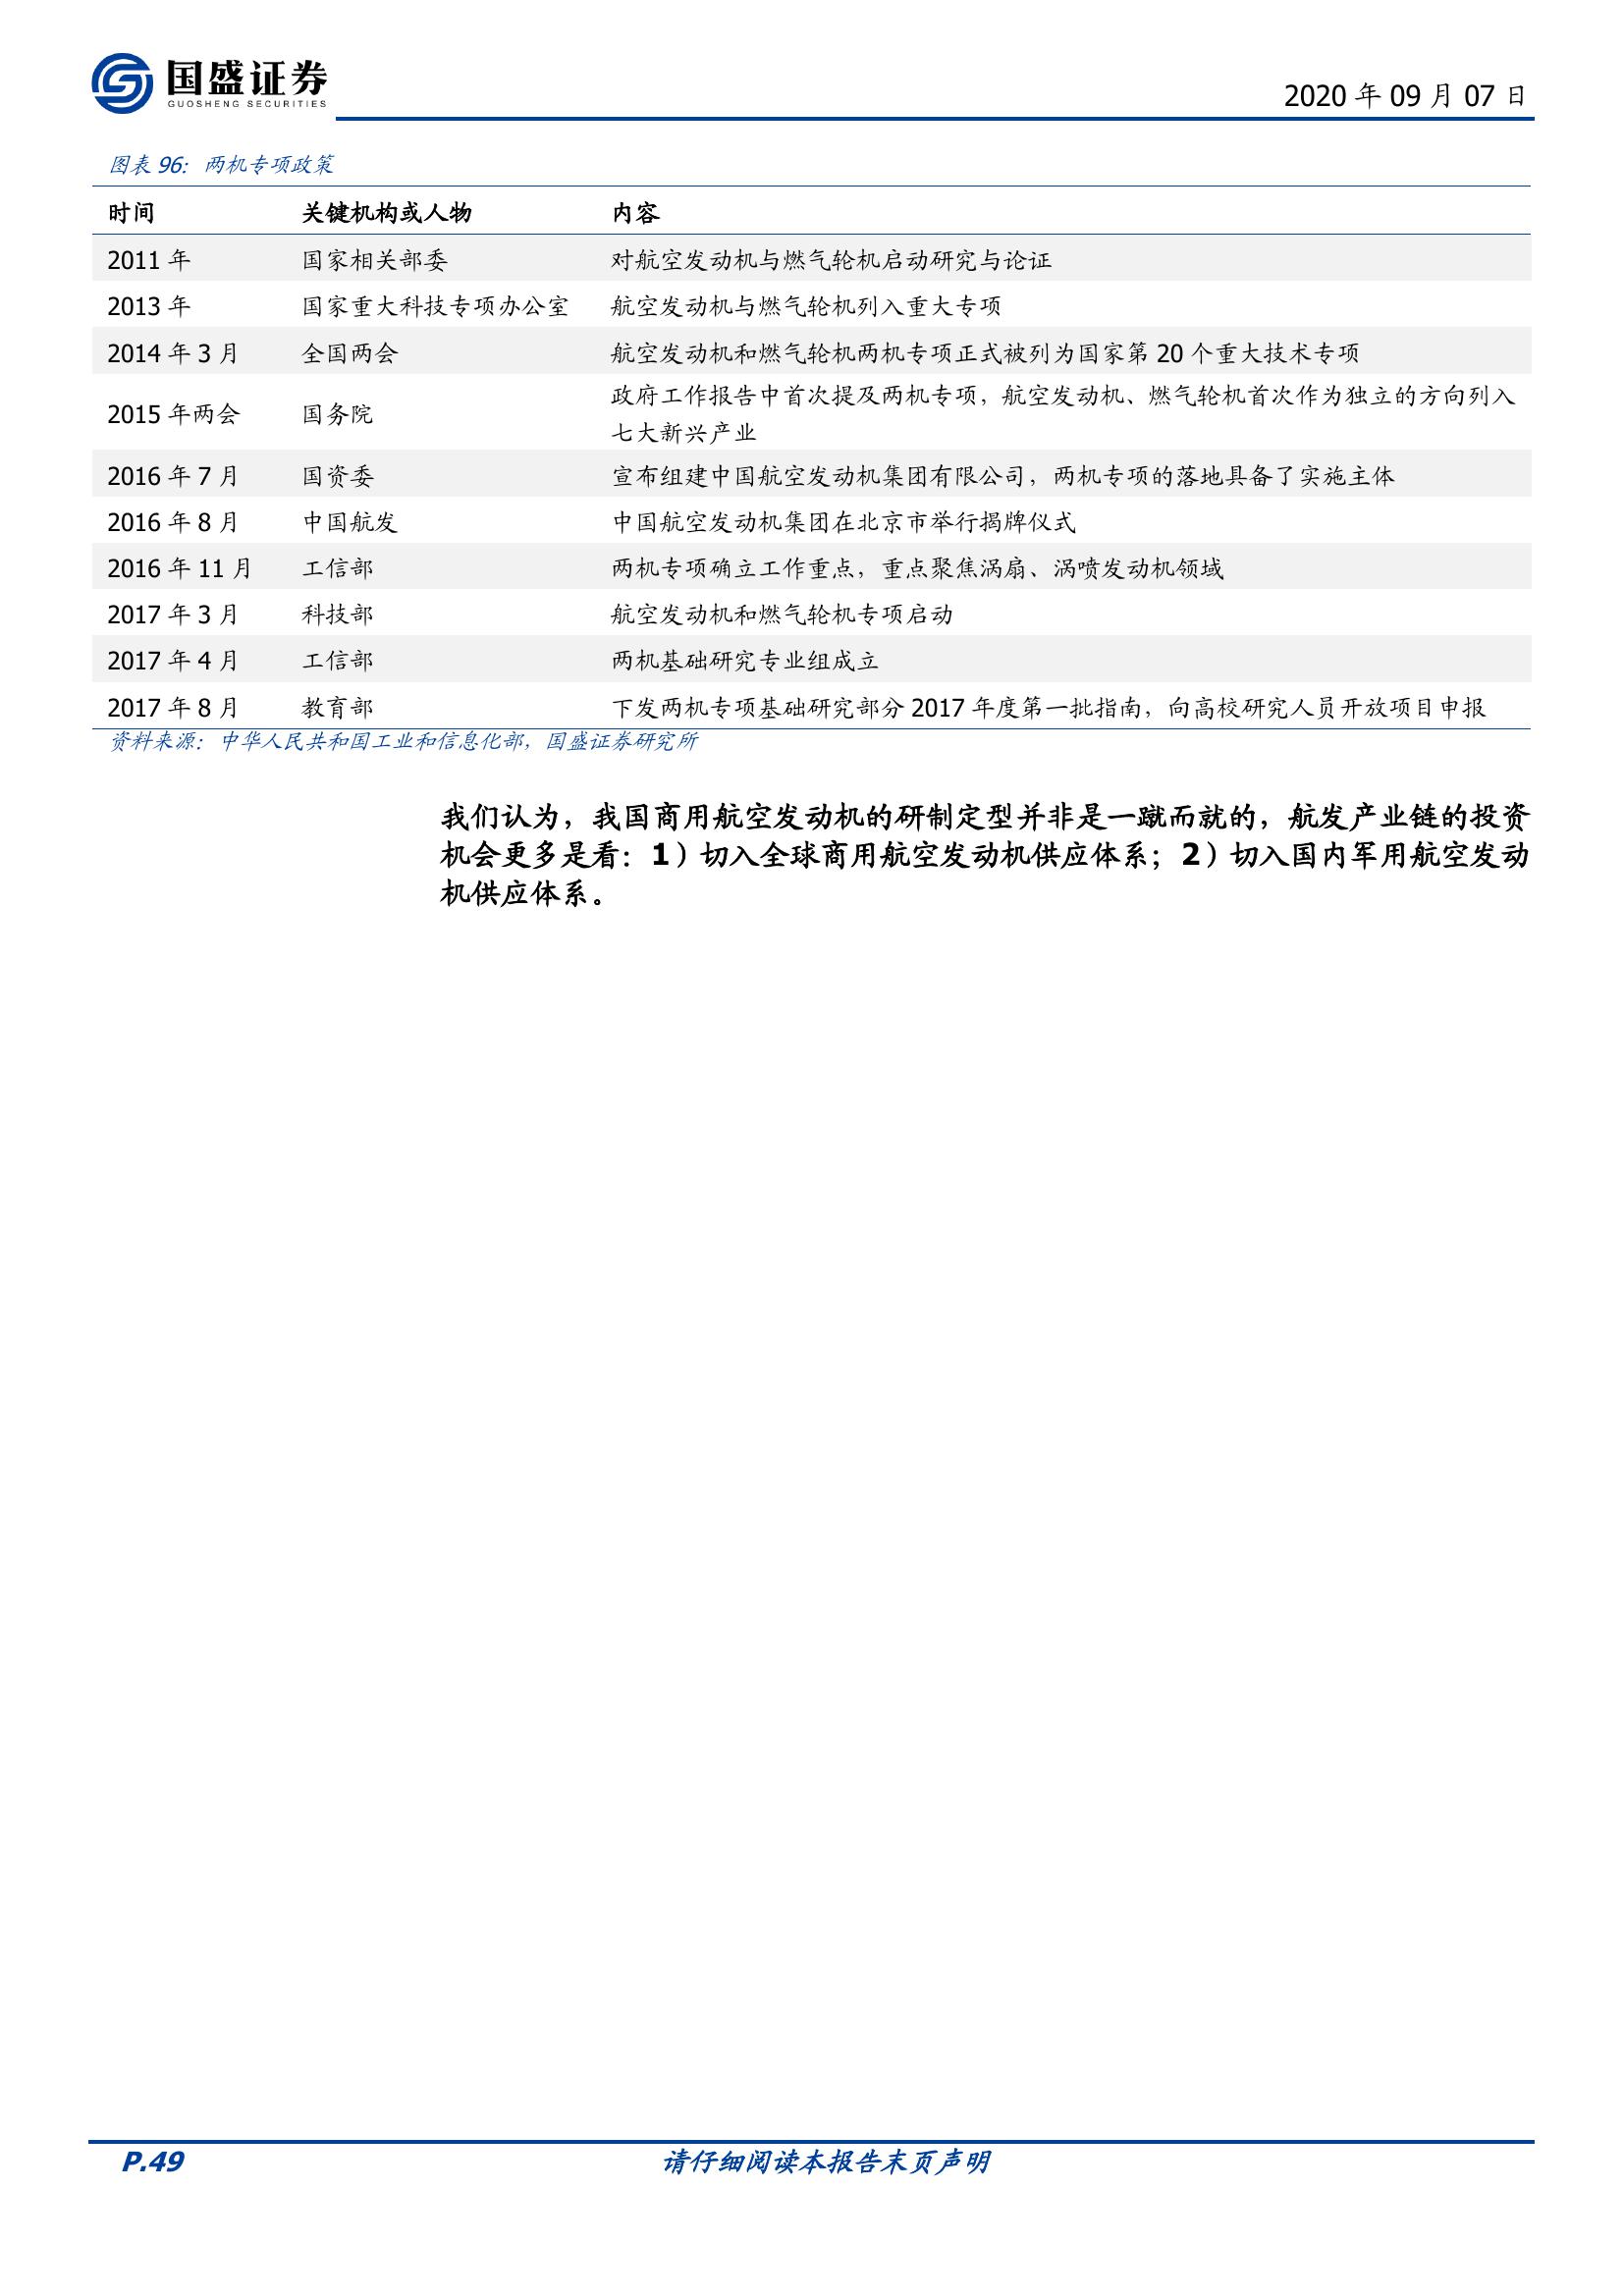 国盛证券
GUOSHENG SECURITIES
2020 年 09 月 07 日
图表 96：两机专项政策
时间 关键机构或人物 内容
2011 年 国家相关部委 对航空发动机与燃气轮机启动研究与论证
2013 年 国家重大科技专项办公室 航空发动机与燃气轮机列入重大专项
2014 年 3 月 全国两会 航空发动机和燃气轮机两机专项正式被列为国家第 20 个重大技术专项
2015 年两会 国务院 政府工作报告中首次提及两机专项，航空发动机、燃气轮机首次作为独立的方向列入
七大新兴产业
2016 年 7 月 国资委 宣布组建中国航空发动机集团有限公司，两机专项的落地具备了实施主体
2016 年 8 月 中国航发 中国航空发动机集团在北京市举行揭牌仪式
2016 年 11 月 工信部 两机专项确立工作重点，重点聚焦涡扇、涡喷发动机领域
2017 年 3 月 科技部 航空发动机和燃气轮机专项启动
2017 年 4 月 工信部 两机基础研究专业组成立
2017 年 8 月 教育部 下发两机专项基础研究部分 2017 年度第一批指南，向高校研究人员开放项目申报
资料来源：中华人民共和国工业和信息化部，国盛证券研究所
我们认为，我国商用航空发动机的研制定型并非是一蹴而就的，航发产业链的投资
机会更多是看：1）切入全球商用航空发动机供应体系；2）切入国内军用航空发动
机供应体系。
P.49 请仔细阅读本报告末页声明